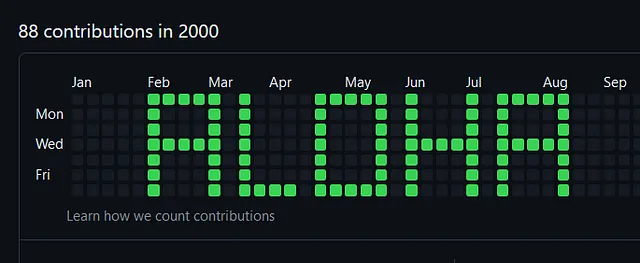 88 contributions in 2000
Jan Feb Mar Apr May Jun Jul Aug Sep
Mon
Wed
Fri
ALOHA
Learn how we count contributions